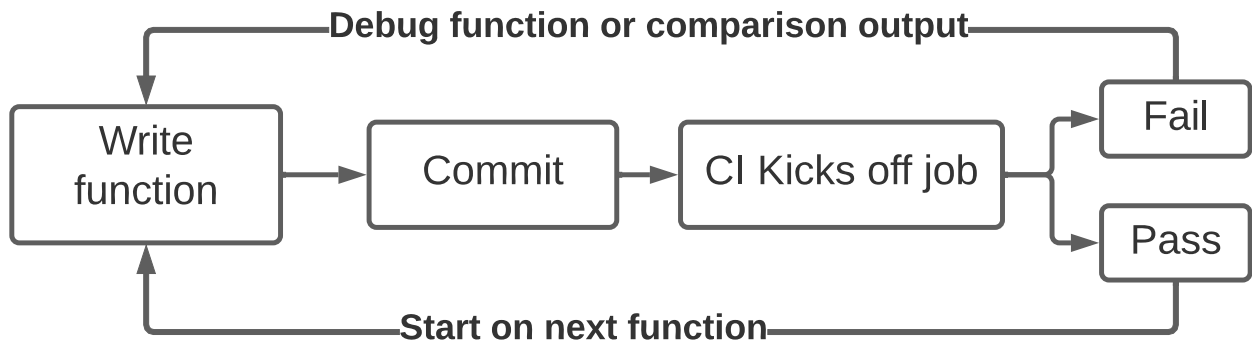 Debug function or comparison output
Write
function
Commit
CI Kicks off job
Fail
Pass
Start on next function